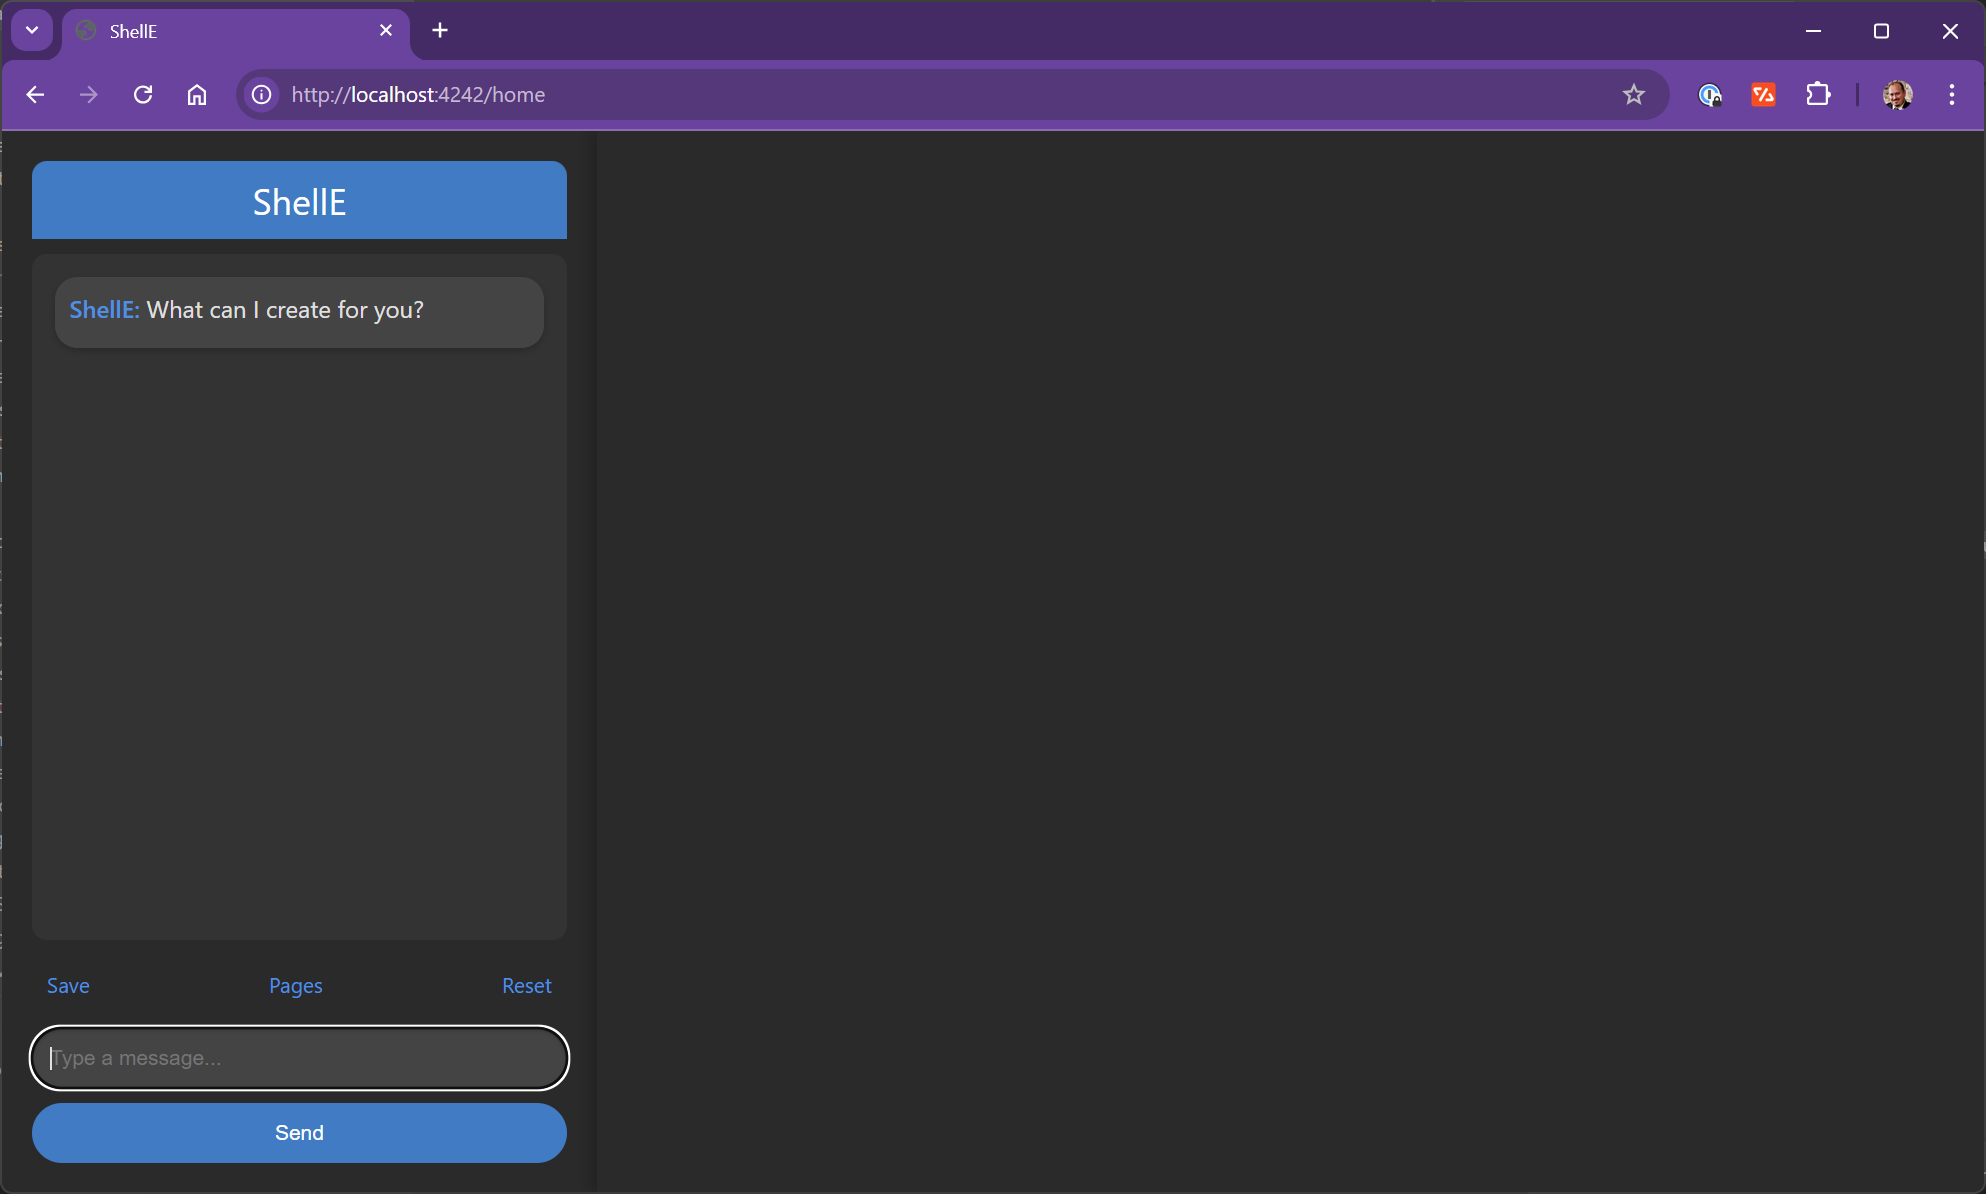 ShellE
http://localhost:4242/home
ShellE
ShellE: What can I create for you?
Save Pages Reset
Type a message...
Send